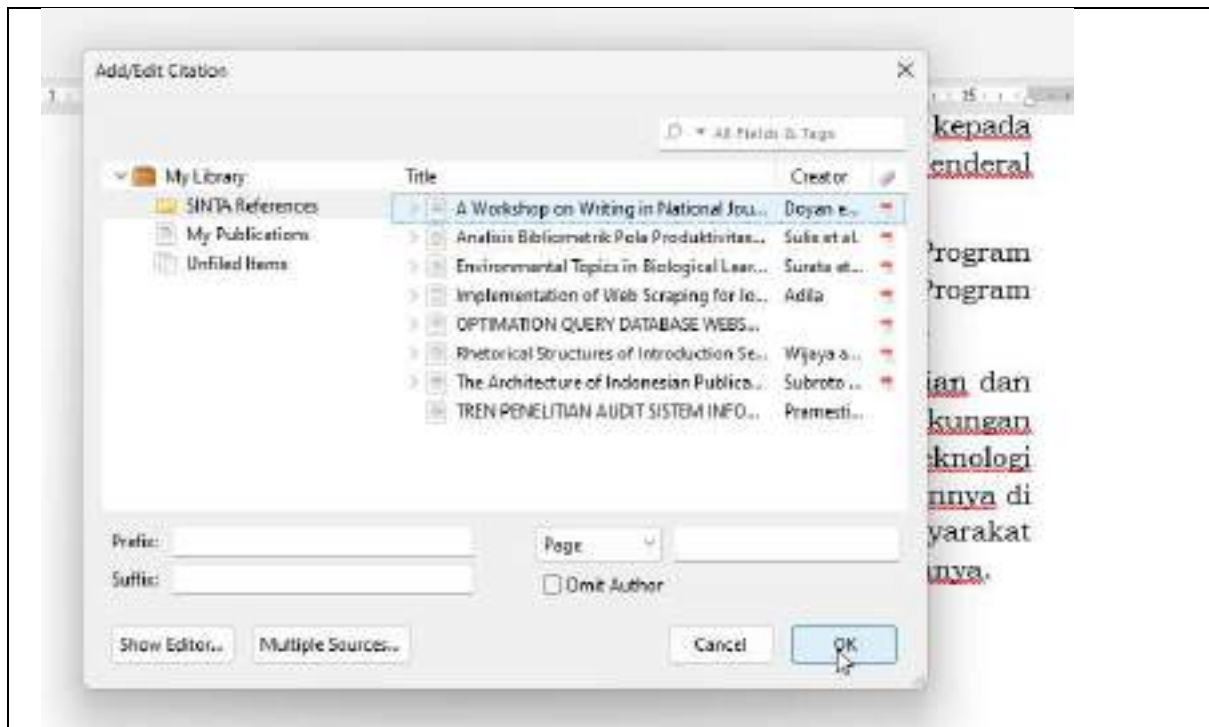 Add/Edit Citation
1
15
All Fields & Tags
kepada
enderal
My Library
Title
Creator
SINTA References
A Workshop on Writing in National Jou...
Doyan e...
My Publications
Analisis Bibliometrik Pola Produktivitas...
Sulis et al.
Unfiled Items
Environmental Topics in Biological Lear...
Surata et...
Program
Implementation of Web Scraping for Jo...
Adila
Program
OPTIMATION QUERY DATABASE WEBS...
Rhetorical Structures of Introduction Se...
Wijaya a...
The Architecture of Indonesian Publica...
Subroto ...
ian dan
TREN PENELITIAN AUDIT SISTEM INFO...
Pramesti...
kungan
eknologi
nnya di
Prefix:
Page
yarakat
Suffix:
Omit Author
nnya.
Show Editor...
Multiple Sources...
Cancel
OK